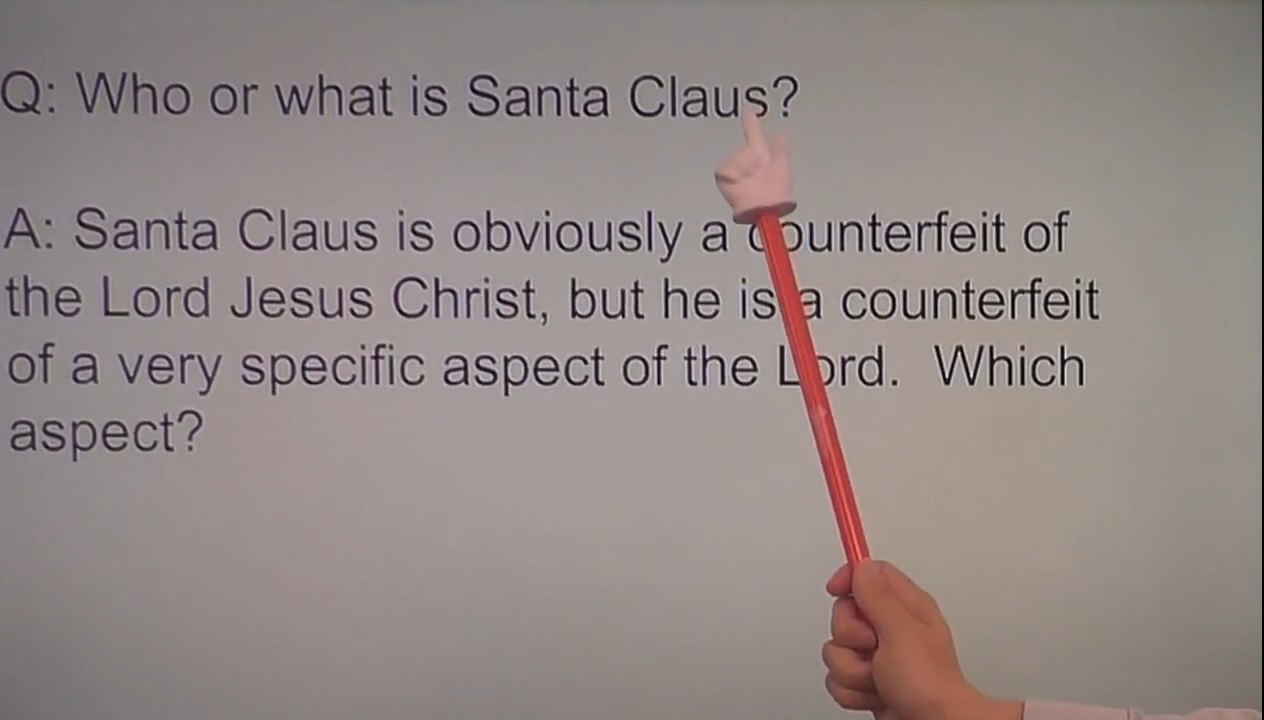 Q: Who or what is Santa Claus?
A: Santa Claus is obviously a counterfeit of
the Lord Jesus Christ, but he is a counterfeit
of a very specific aspect of the Lord. Which
aspect?